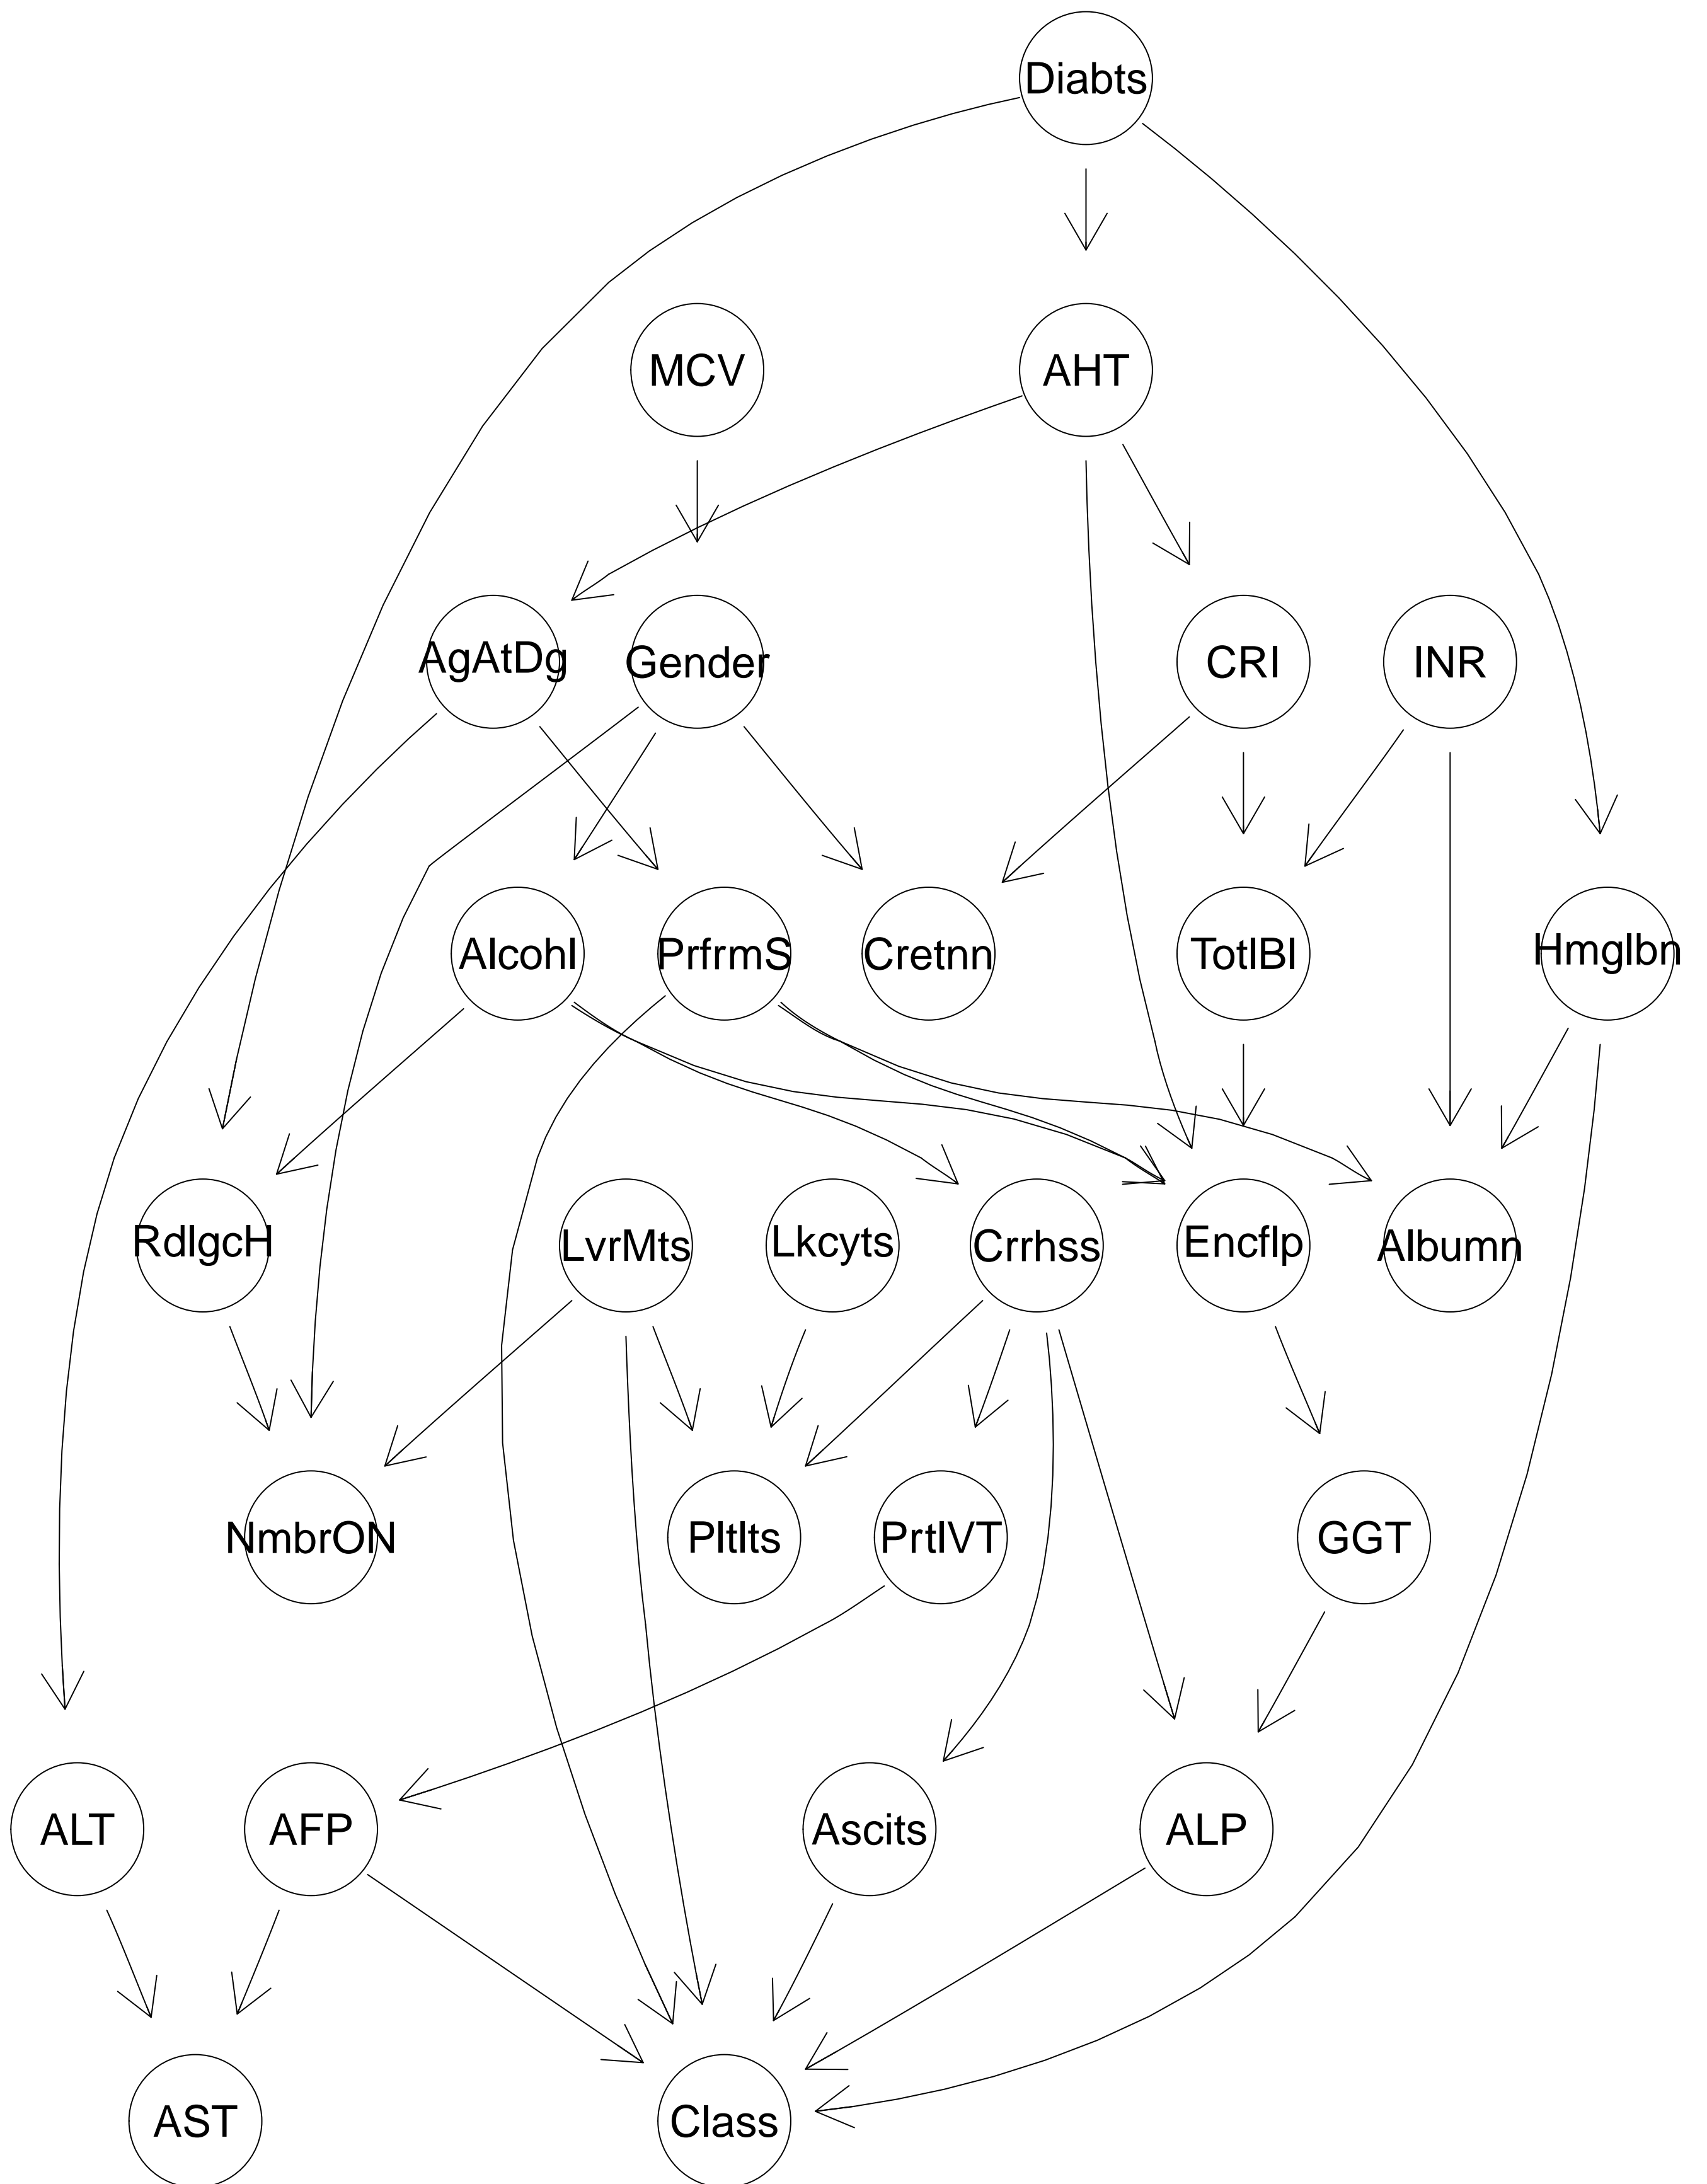 Diabts
MCV
AHT
AgAtDg
Gender
CRI
INR
Alcohl
PrfrmS
Cretnn
TotlBl
Hmglbn
RdlgcH
LvrMts
Lkcyts
Crrhss
Encflp
Albumn
NmbrON
Pltlts
PrtlVT
GGT
ALT
AFP
Ascits
ALP
AST
Class